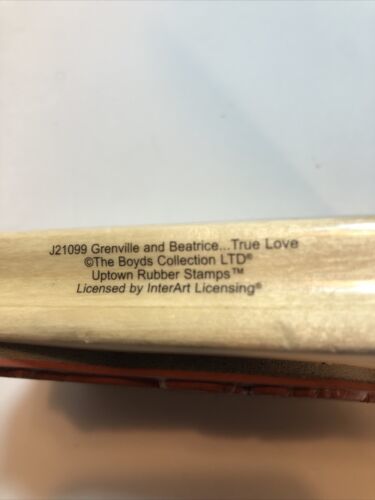 J21099 Grenville and Beatrice...True Love
©The Boyds Collection LTD®
Uptown Rubber Stamps™
Licensed by InterArt Licensing®